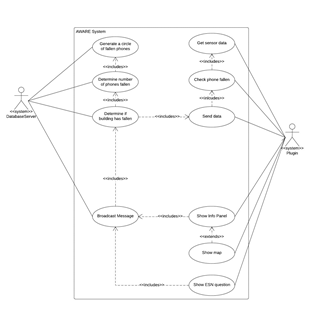 AWARE System
Generate a circle
of fallen phones
Get sensor data
<<includes>>
<<includes>>
Determine number
of phones fallen
Check phone fallen
<<includes>>
<<includes>>
Determine if
building has fallen
<<includes>>
Send data
<<system>>
DatabaseServer
<<system>>
Plugin
<<includes>>
Broadcast Message
<<includes>>
Show Info Panel
<<extends>>
Show map
<<includes>>
Show ESN question